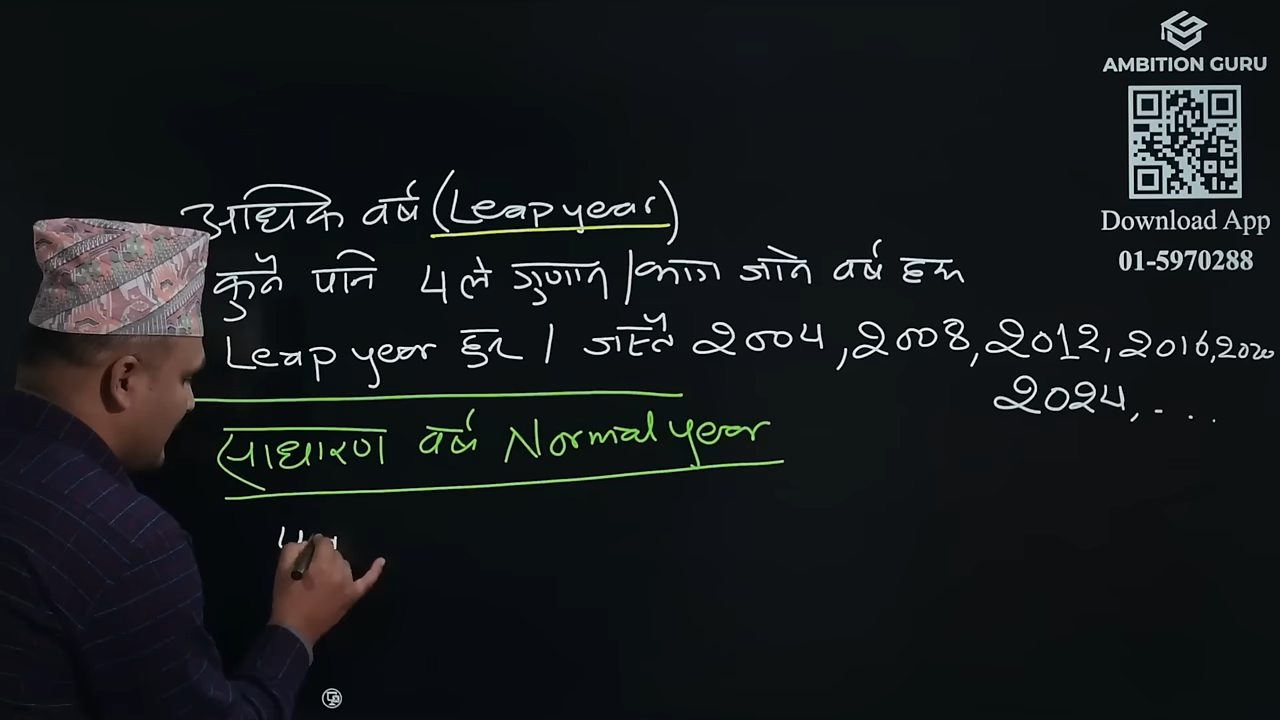 AMBITION GURU
Download App
01-5970288
अधिक वर्ष (Leap year)
कुनै पनि 4ले गुणान / भाग जाने वर्ष हरू
Leap year हुन् । जस्तै 2004, 2008, 2012, 2016, 2020
2024, . . .
साधारण वर्ष Normal year